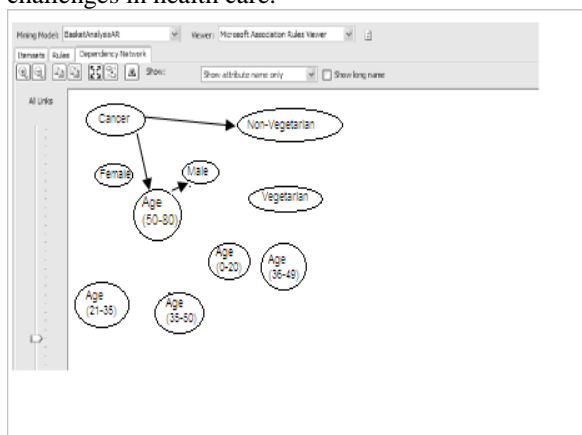 challenges in health care.
Mining Model: BasketAnalysisAR Viewer: Microsoft Association Rules Viewer
Itemsets Rules Dependency Network
Show: Show attribute name only Show long name
All Links
Cancer
Non-Vegetarian
Female
Male
Age
(50-80)
Vegetarian
Age
(0-20)
Age
(36-49)
Age
(21-35)
Age
(35-50)